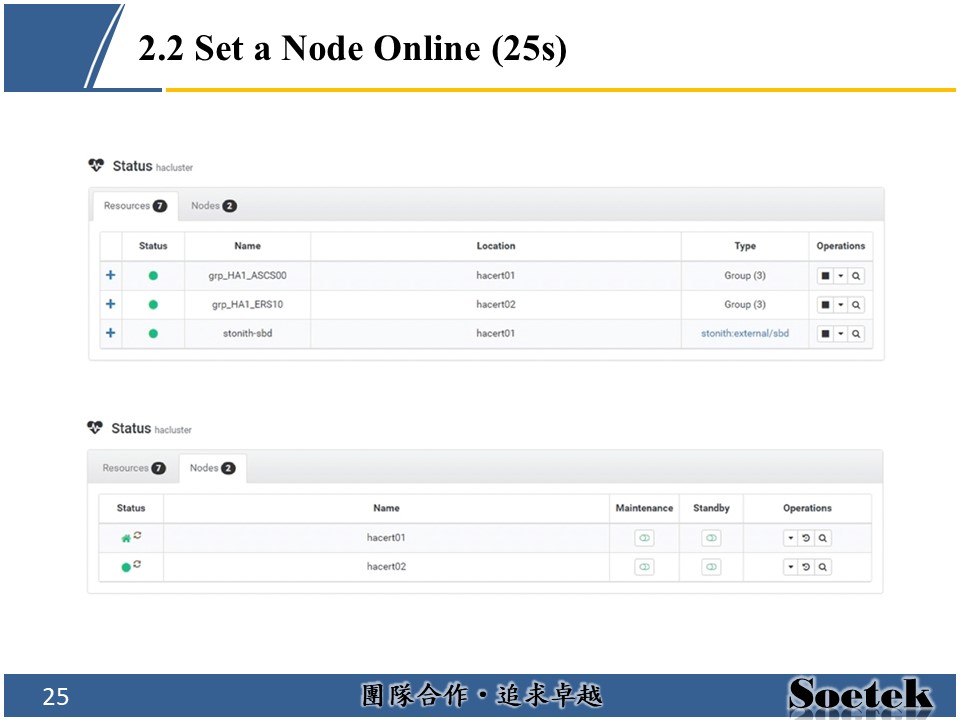 2.2 Set a Node Online (25s)
Status hacluster
Resources 7 Nodes 2
Status Name Location Type Operations
grp_HA1_ASCS00 hacert01 Group (3)
grp_HA1_ERS10 hacert02 Group (3)
stonith-sbd hacert01 stonith:external/sbd
Status hacluster
Resources 7 Nodes 2
Status Name Maintenance Standby Operations
hacert01
hacert02
25 團隊合作・追求卓越 Soetek